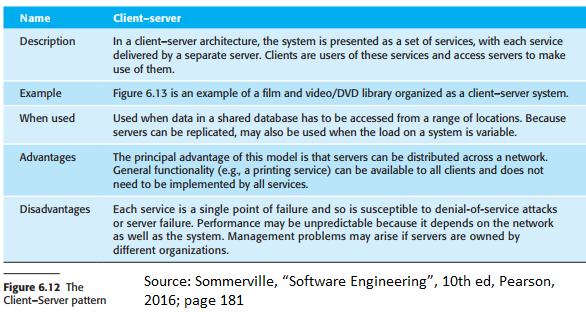 Name Client–server
Description In a client–server architecture, the system is presented as a set of services, with each service
delivered by a separate server. Clients are users of these services and access servers to make
use of them.
Example Figure 6.13 is an example of a film and video/DVD library organized as a client–server system.
When used Used when data in a shared database has to be accessed from a range of locations. Because
servers can be replicated, may also be used when the load on a system is variable.
Advantages The principal advantage of this model is that servers can be distributed across a network.
General functionality (e.g., a printing service) can be available to all clients and does not
need to be implemented by all services.
Disadvantages Each service is a single point of failure and so is susceptible to denial-of-service attacks
or server failure. Performance may be unpredictable because it depends on the network
as well as the system. Management problems may arise if servers are owned by
different organizations.
Figure 6.12 The
Client–Server pattern
Source: Sommerville, “Software Engineering”, 10th ed, Pearson,
2016; page 181